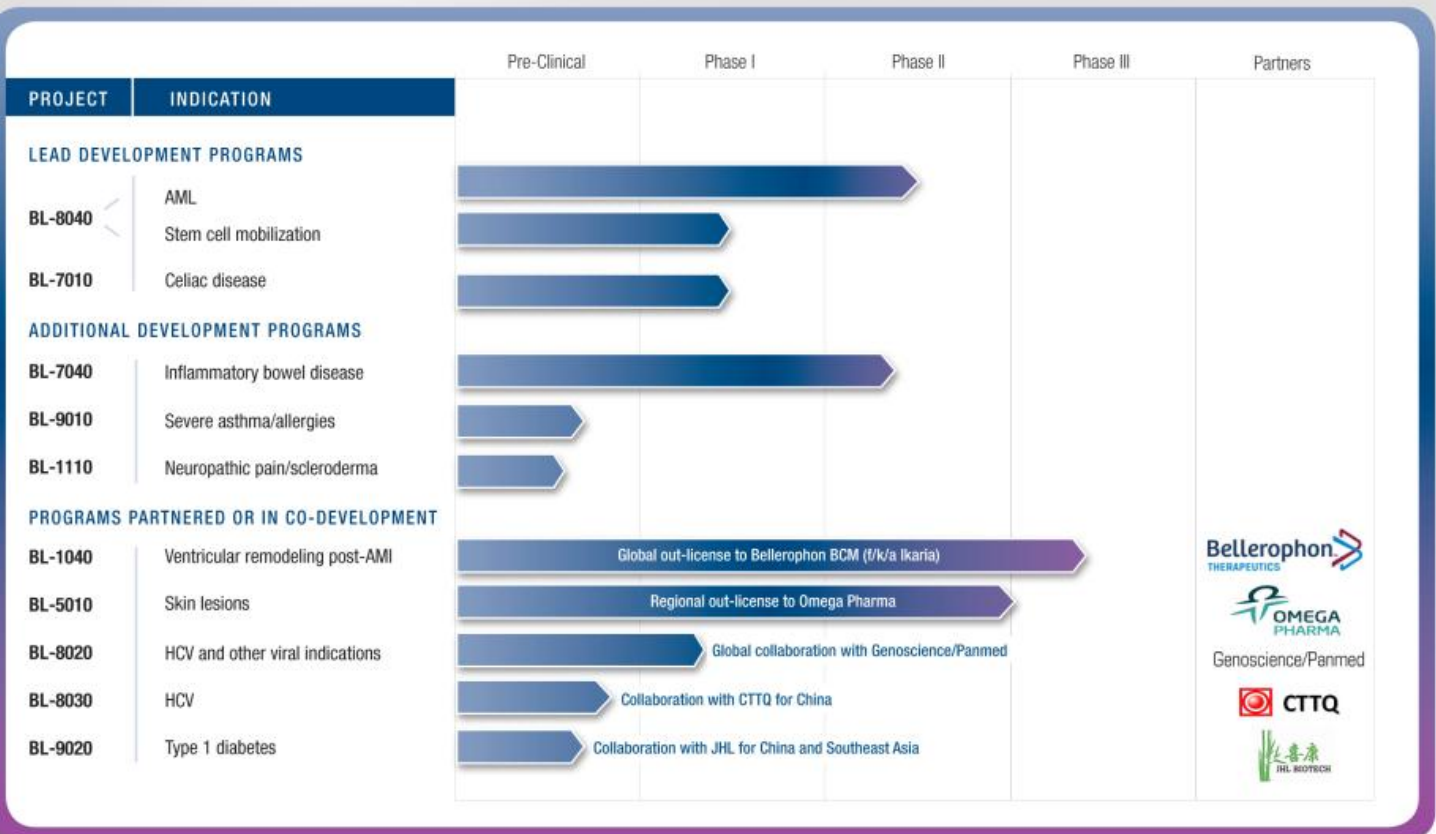 Pre-Clinical Phase I Phase II Phase III Partners
PROJECT INDICATION
LEAD DEVELOPMENT PROGRAMS
BL-8040 AML
Stem cell mobilization
BL-7010 Celiac disease
ADDITIONAL DEVELOPMENT PROGRAMS
BL-7040 Inflammatory bowel disease
BL-9010 Severe asthma/allergies
BL-1110 Neuropathic pain/scleroderma
PROGRAMS PARTNERED OR IN CO-DEVELOPMENT
BL-1040 Ventricular remodeling post-AMI Global out-license to Bellerophon BCM (f/k/a Ikaria) Bellerophon
THERAPEUTICS
BL-5010 Skin lesions Regional out-license to Omega Pharma OMEGA
PHARMA
BL-8020 HCV and other viral indications Global collaboration with Genoscience/Panmed Genoscience/Panmed
BL-8030 HCV Collaboration with CTTQ for China CTTQ
BL-9020 Type 1 diabetes Collaboration with JHL for China and Southeast Asia 喜康
JHL BIOTECH